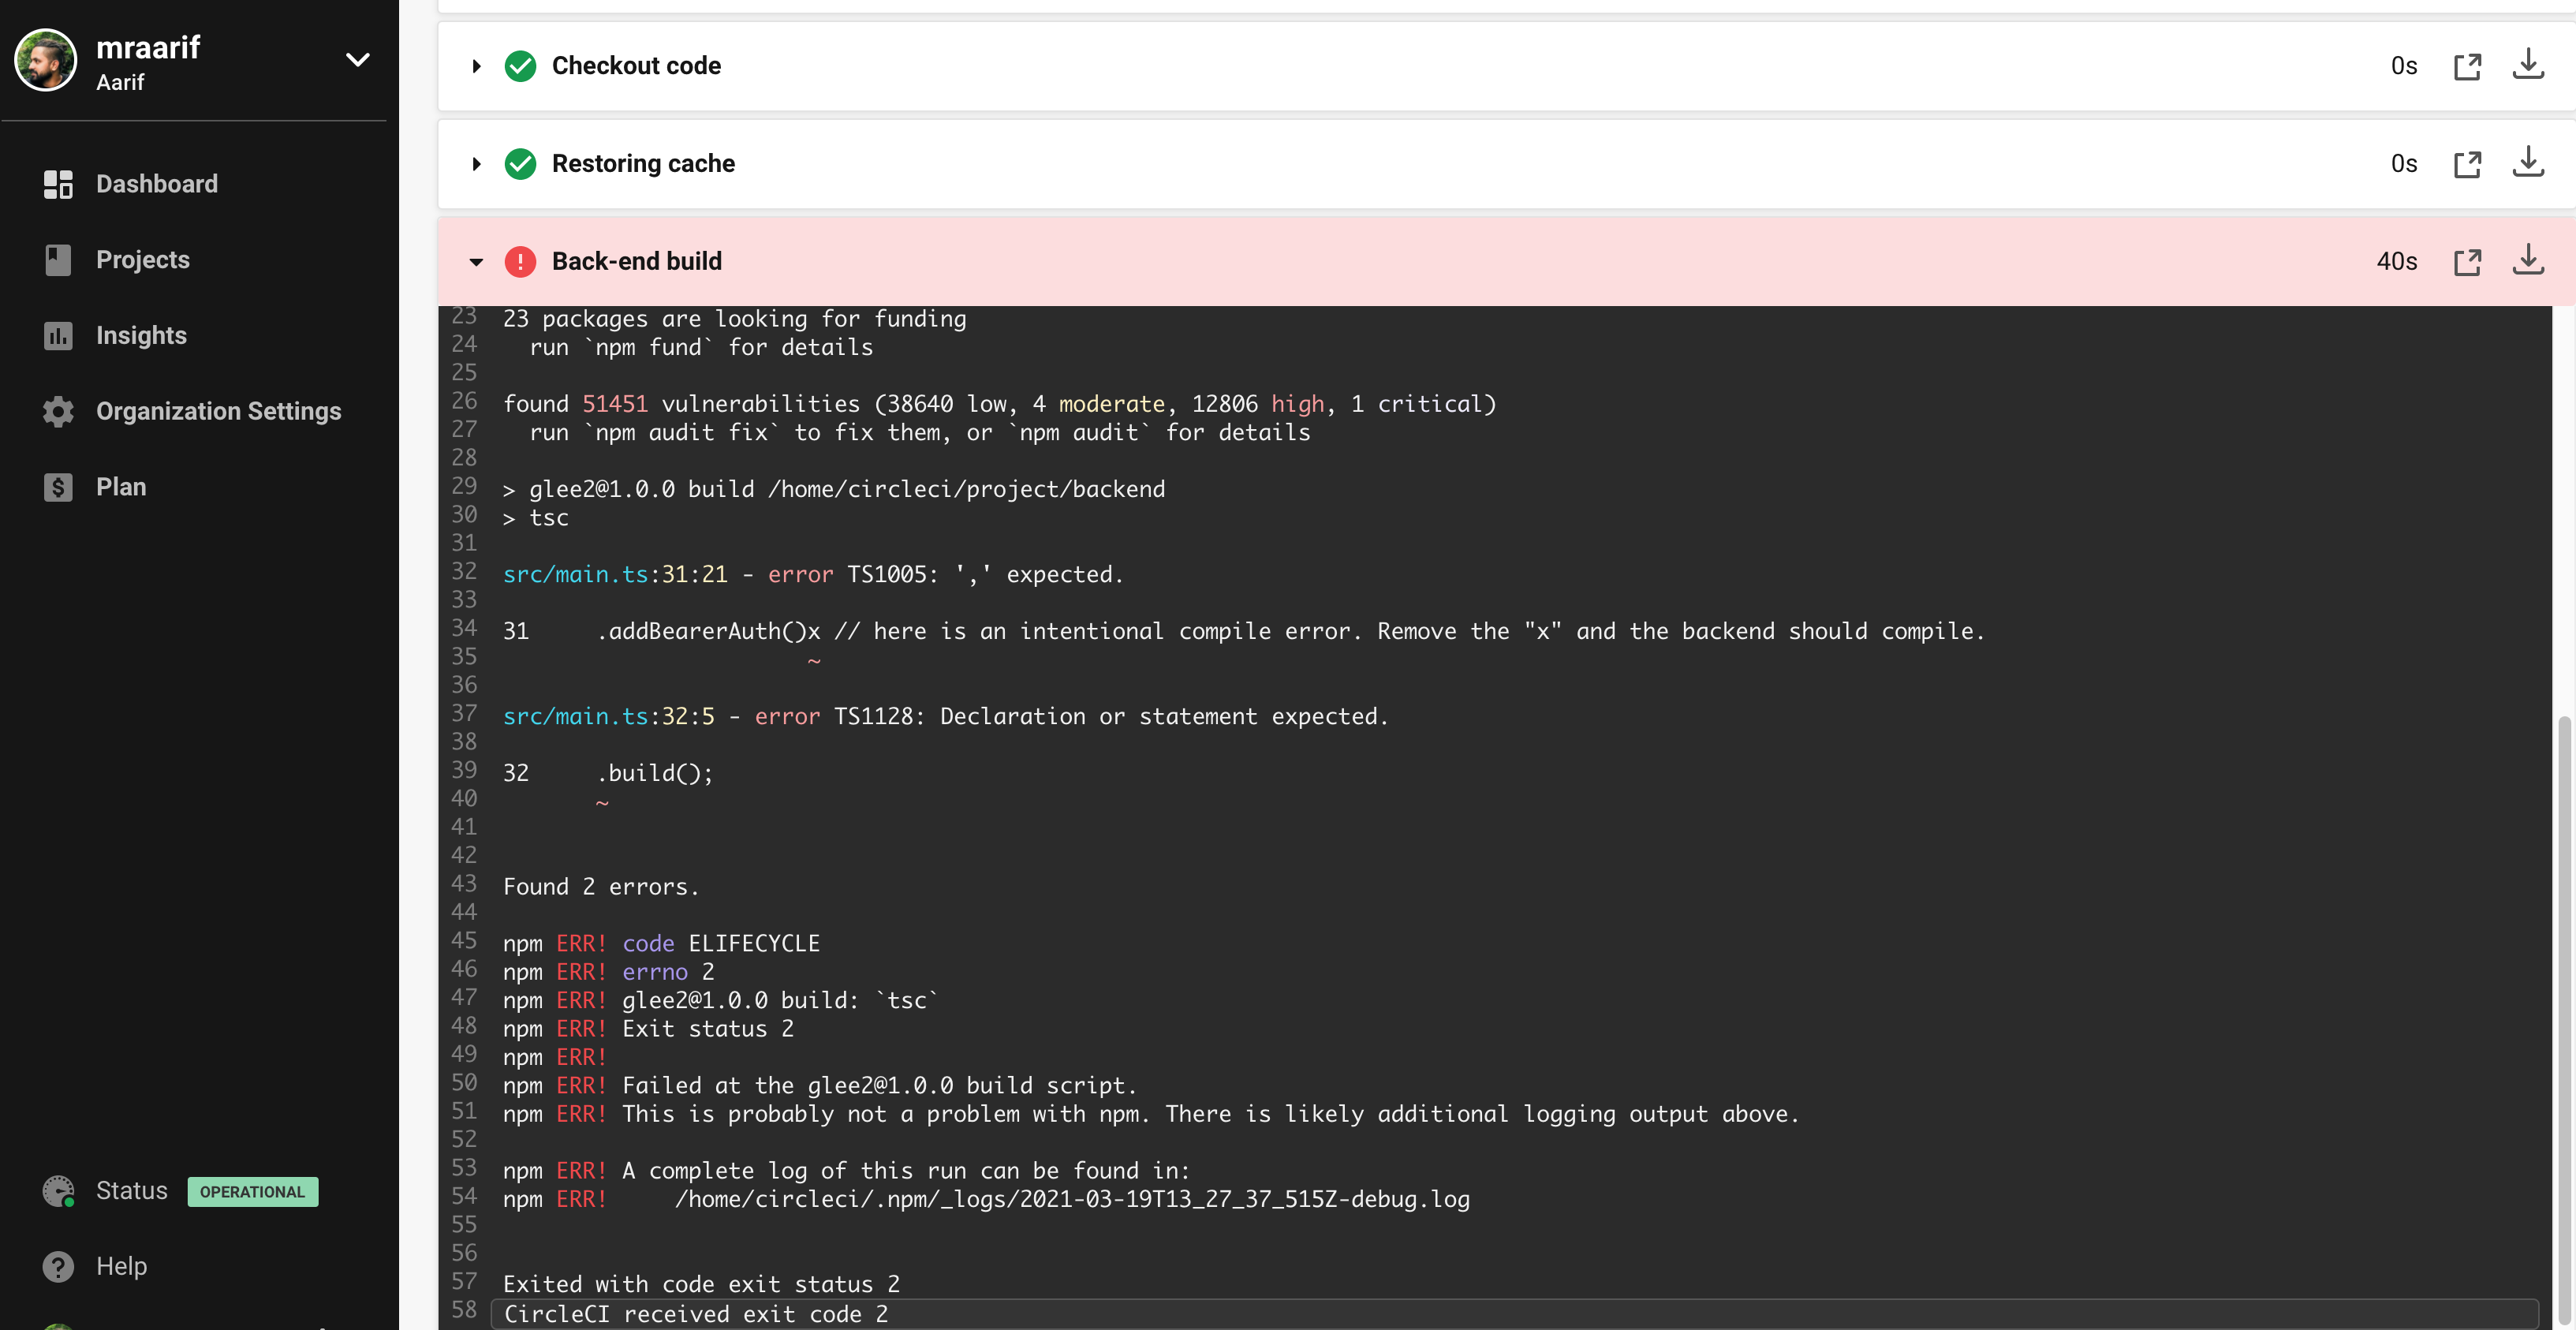 mraarif
Aarif
Dashboard
Projects
Insights
Organization Settings
Plan
Status OPERATIONAL
Help
Checkout code 0s
Restoring cache 0s
Back-end build 40s
23 23 packages are looking for funding
24   run `npm fund` for details
25
26 found 51451 vulnerabilities (38640 low, 4 moderate, 12806 high, 1 critical)
27   run `npm audit fix` to fix them, or `npm audit` for details
28
29 > glee2@1.0.0 build /home/circleci/project/backend
30 > tsc
31
32 src/main.ts:31:21 - error TS1005: ',' expected.
33
34 31     .addBearerAuth()x // here is an intentional compile error. Remove the "x" and the backend should compile.
35                        ~
36
37 src/main.ts:32:5 - error TS1128: Declaration or statement expected.
38
39 32     .build();
40        ~
41
42
43 Found 2 errors.
44
45 npm ERR! code ELIFECYCLE
46 npm ERR! errno 2
47 npm ERR! glee2@1.0.0 build: `tsc`
48 npm ERR! Exit status 2
49 npm ERR!
50 npm ERR! Failed at the glee2@1.0.0 build script.
51 npm ERR! This is probably not a problem with npm. There is likely additional logging output above.
52
53 npm ERR! A complete log of this run can be found in:
54 npm ERR!     /home/circleci/.npm/_logs/2021-03-19T13_27_37_515Z-debug.log
55
56
57 Exited with code exit status 2
58 CircleCI received exit code 2